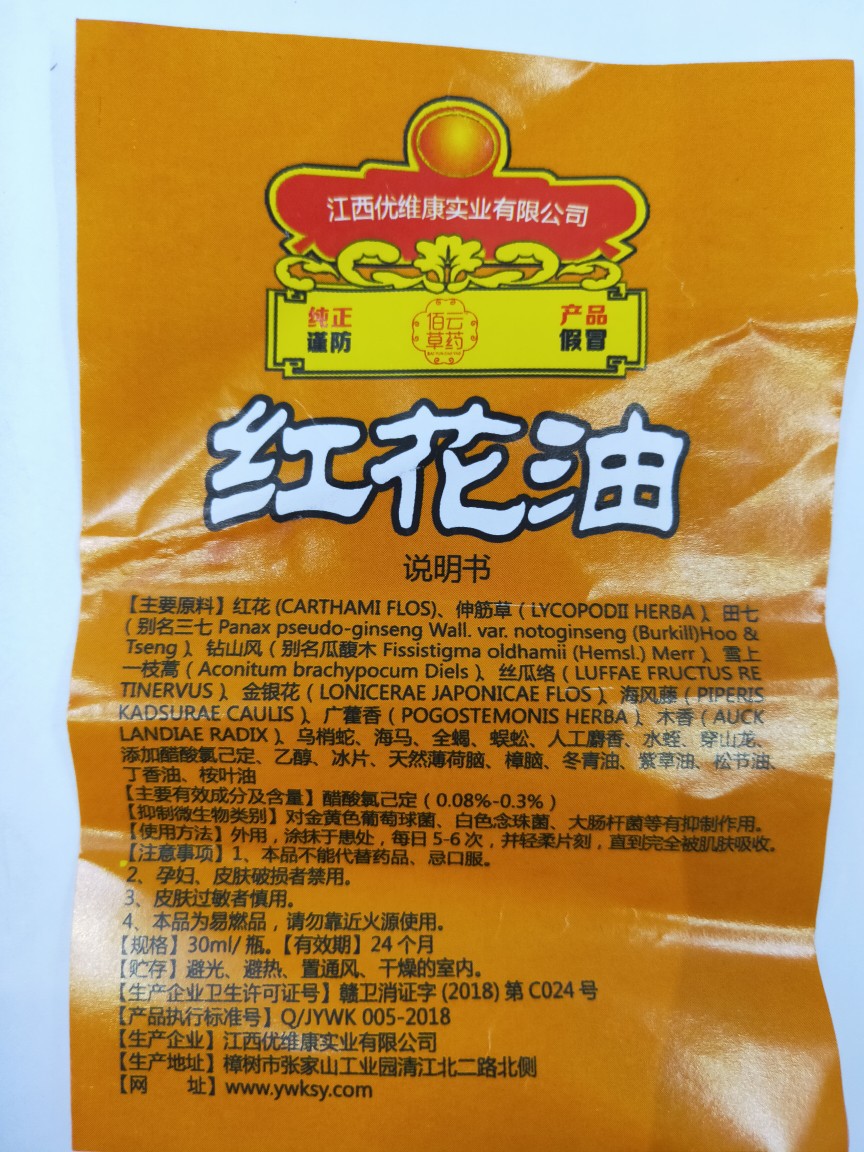 江西优维康实业有限公司
纯正 产品
谨防 假冒
佰云
草药
红花油
说明书
【主要原料】红花 (CARTHAMI FLOS)、伸筋草（LYCOPODII HERBA）、田七
（别名三七 Panax pseudo-ginseng Wall. var. notoginseng (Burkill)Hoo &
Tseng）、钻山风（别名瓜馥木 Fissistigma oldhamii (Hemsl.) Merr）、雪上
一枝蒿（Aconitum brachypocum Diels）、丝瓜络（LUFFAE FRUCTUS RE
TINERVUS）、金银花（LONICERAE JAPONICAE FLOS）、海风藤（PIPERIS
KADSURAE CAULIS）、广藿香（POGOSTEMONIS HERBA）、木香（AUCK
LANDIAE RADIX）、乌梢蛇、海马、全蝎、蜈蚣、人工麝香、水蛭、穿山龙、
添加醋酸氯己定、乙醇、冰片、天然薄荷脑、樟脑、冬青油、紫草油、松节油、
丁香油、桉叶油
【主要有效成分及含量】醋酸氯己定（0.08%-0.3%）
【抑制微生物类别】对金黄色葡萄球菌、白色念珠菌、大肠杆菌等有抑制作用。
【使用方法】外用，涂抹于患处，每日 5-6 次，并轻柔片刻，直到完全被肌肤吸收。
【注意事项】1、本品不能代替药品、忌口服。
2、孕妇、皮肤破损者禁用。
3、皮肤过敏者慎用。
4、本品为易燃品，请勿靠近火源使用。
【规格】30ml/ 瓶。【有效期】24 个月
【贮存】避光、避热、置通风、干燥的室内。
【生产企业卫生许可证号】赣卫消证字 (2018) 第 C024 号
【产品执行标准号】Q/JYWK 005-2018
【生产企业】江西优维康实业有限公司
【生产地址】樟树市张家山工业园清江北二路北侧
【网 址】www.ywksy.com